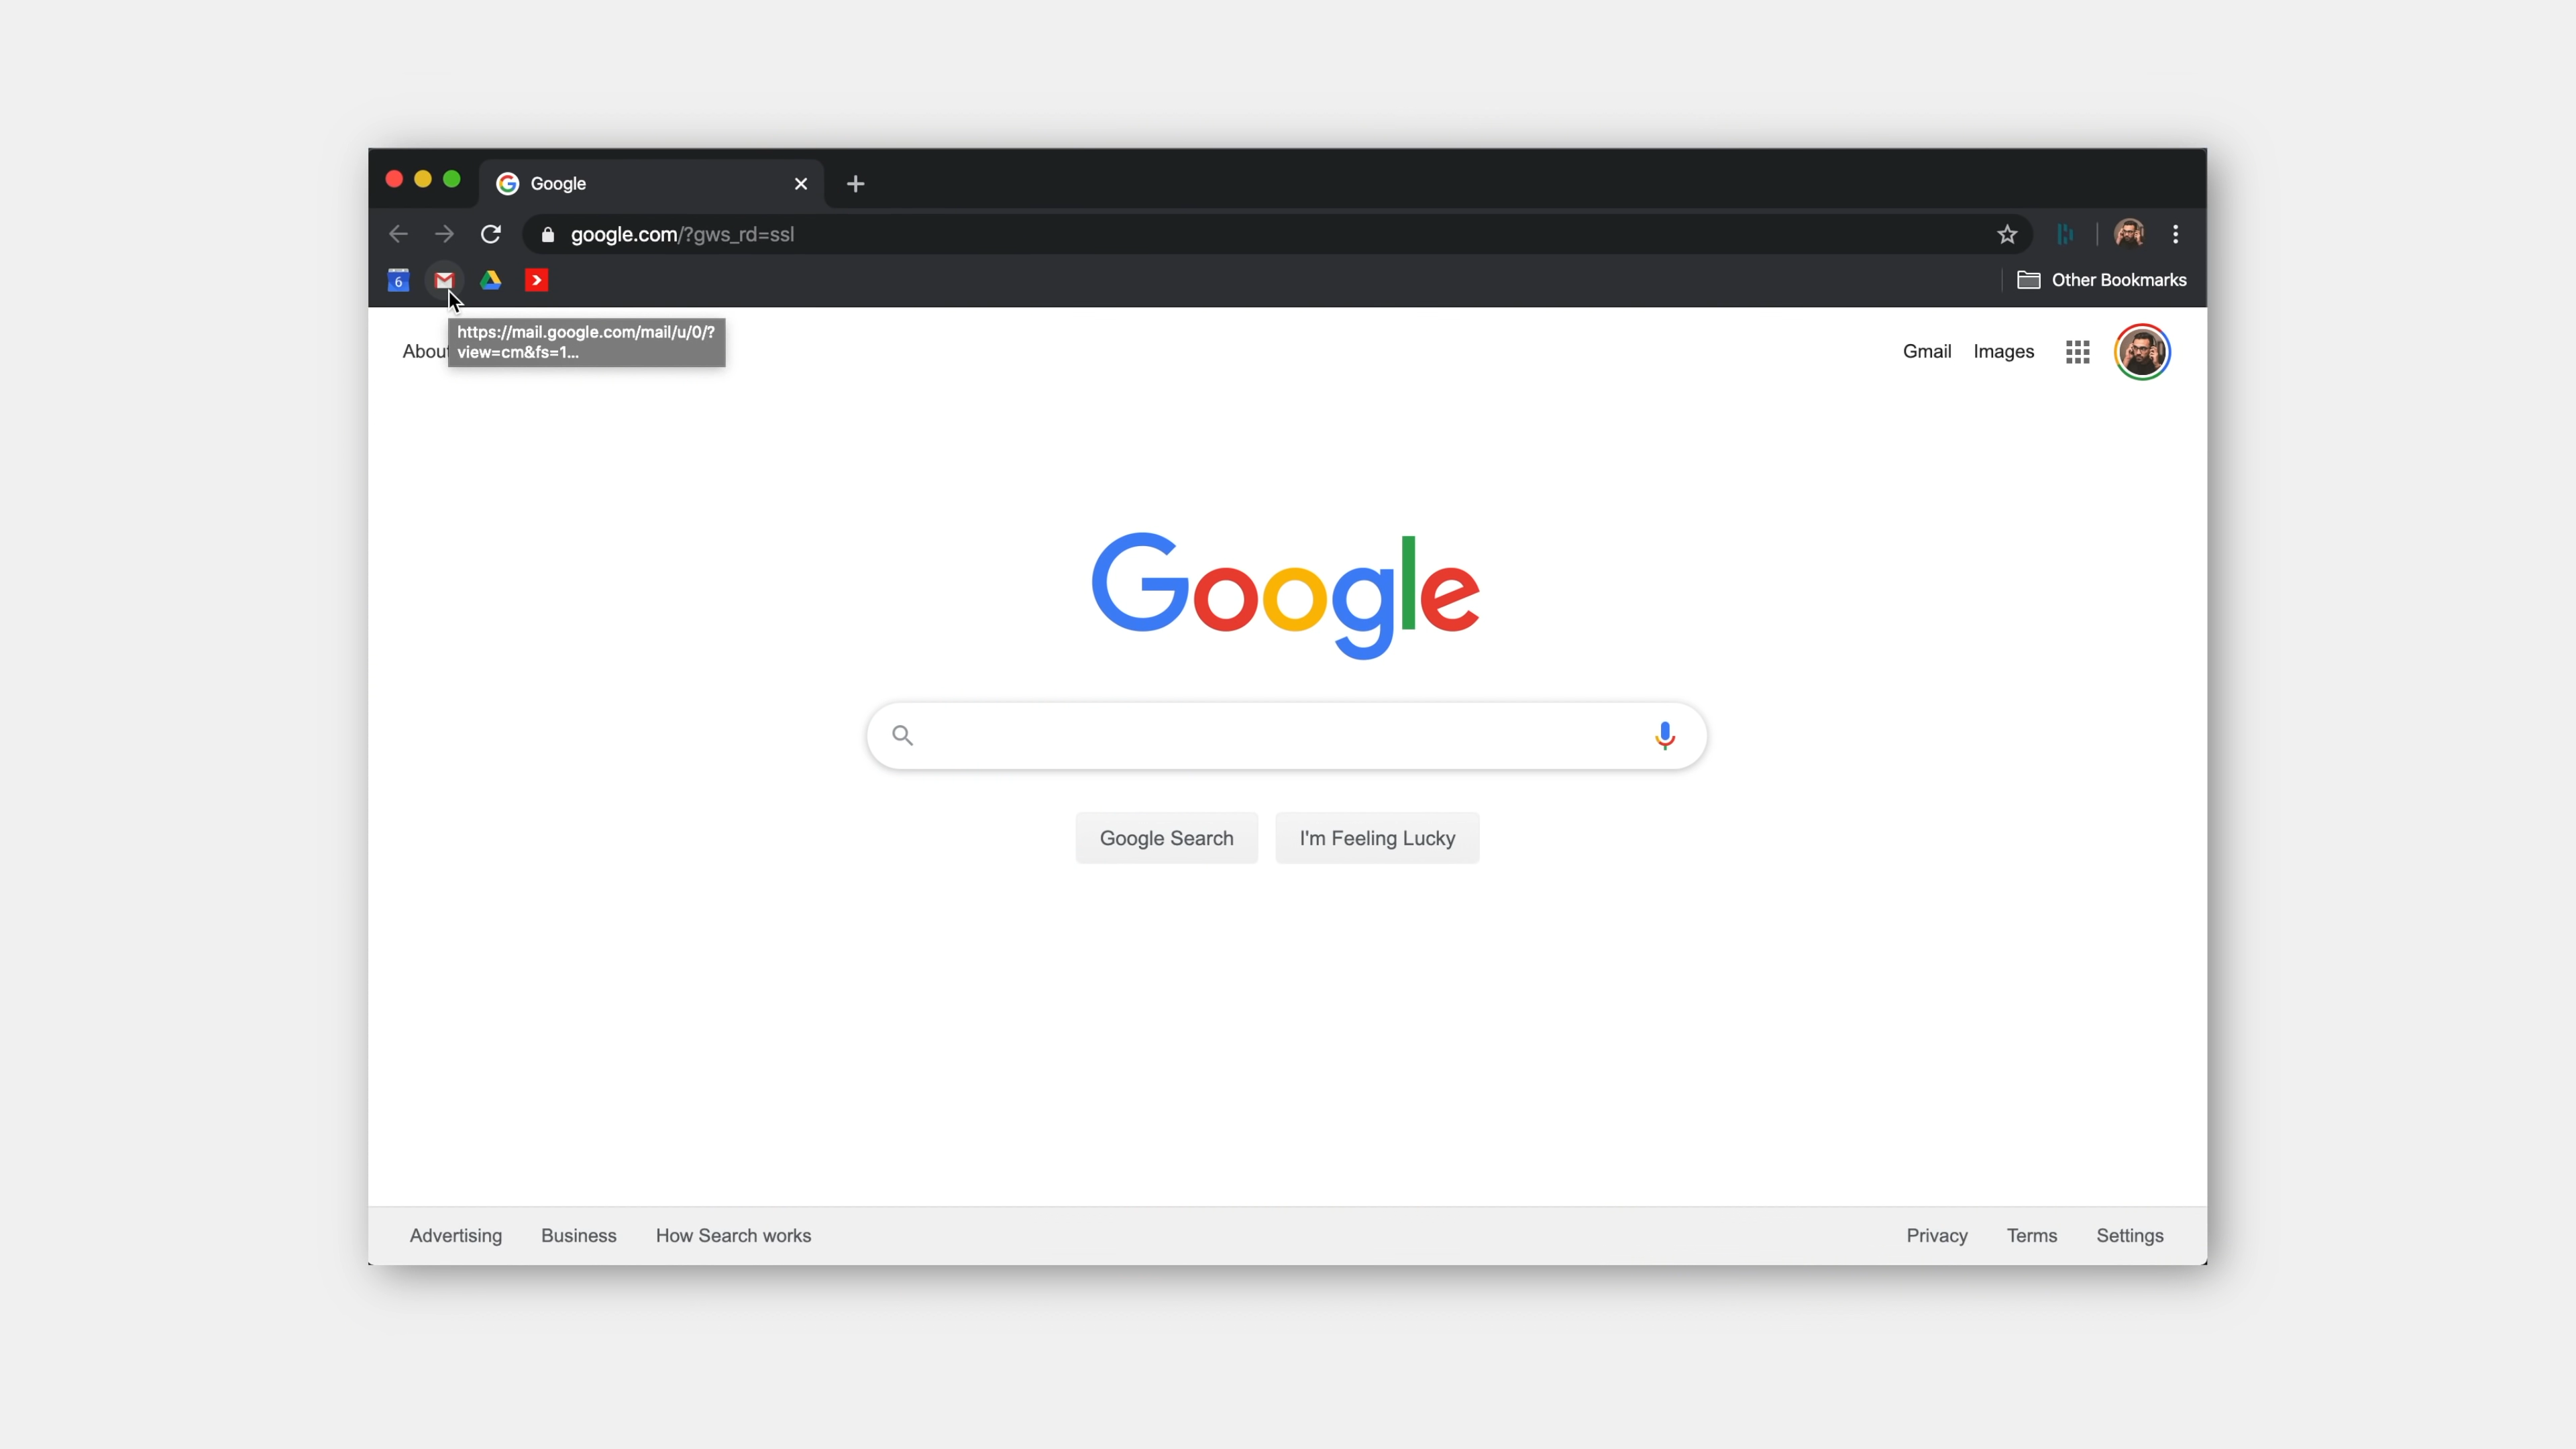 Google
google.com/?gws_rd=ssl
6
Other Bookmarks
https://mail.google.com/mail/u/0/?
view=cm&fs=1...
Abou
Gmail Images
Google
Google Search I'm Feeling Lucky
Advertising Business How Search works Privacy Terms Settings